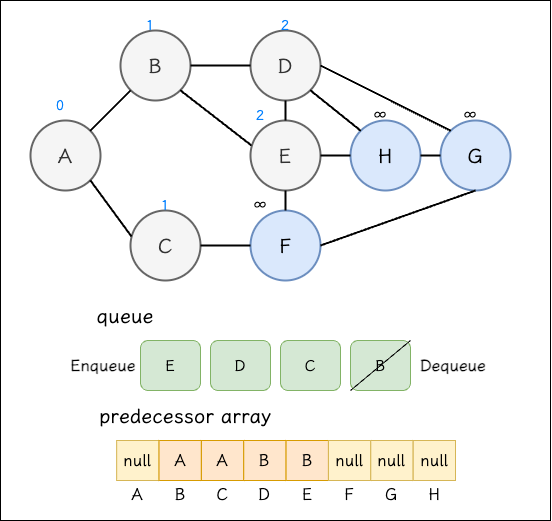 1
2
B
D
0
2
∞
∞
A
E
H
G
1
∞
C
F
queue
Enqueue E D C B Dequeue
predecessor array
null A A B B null null null
A B C D E F G H